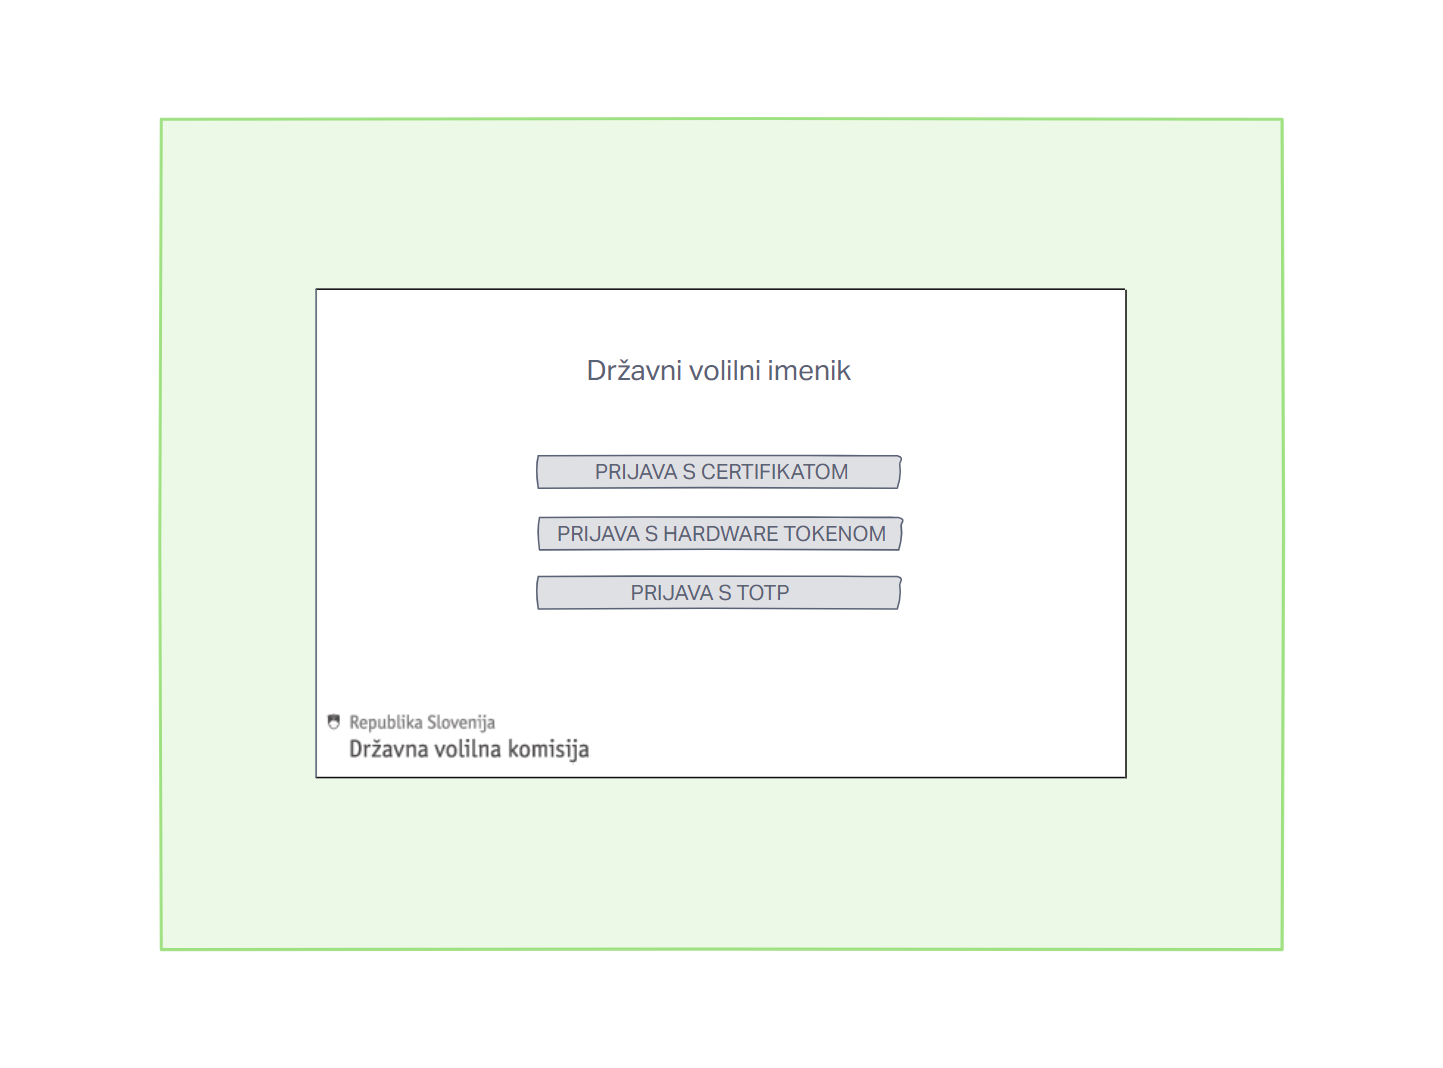 Državni volilni imenik
PRIJAVA S CERTIFIKATOM
PRIJAVA S HARDWARE TOKENOM
PRIJAVA S TOTP
Republika Slovenija
Državna volilna komisija